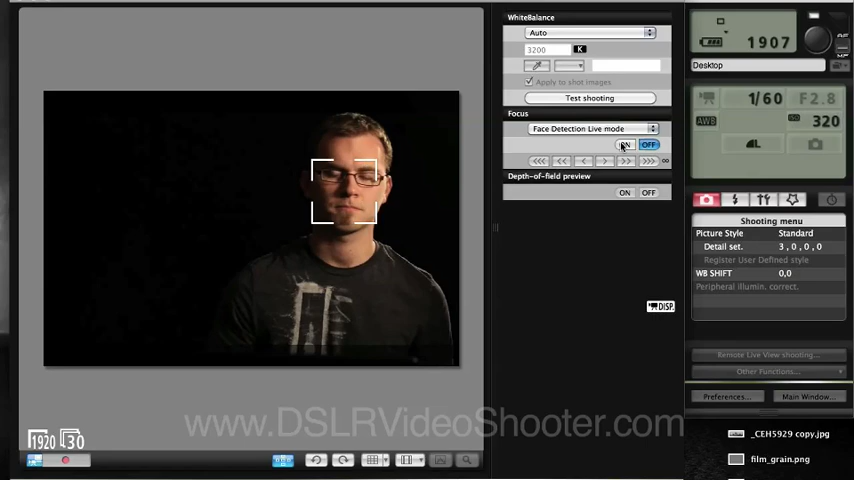 WhiteBalance
Auto
3200 K
Apply to shot images
Test shooting
Focus
Face Detection Live mode
ON OFF
∞
Depth-of-field preview
ON OFF
DISP.
1907
Desktop
1/60 F2.8
AWB ISO 320
L
Shooting menu
Picture Style Standard
Detail set. 3 , 0 , 0 , 0
Register User Defined style
WB SHIFT 0,0
Peripheral illumin. correct.
Remote Live View shooting...
Other Functions...
Preferences... Main Window...
www.DSLRVideoShooter.com
1920 30
_CEH5929 copy.jpg
film_grain.png